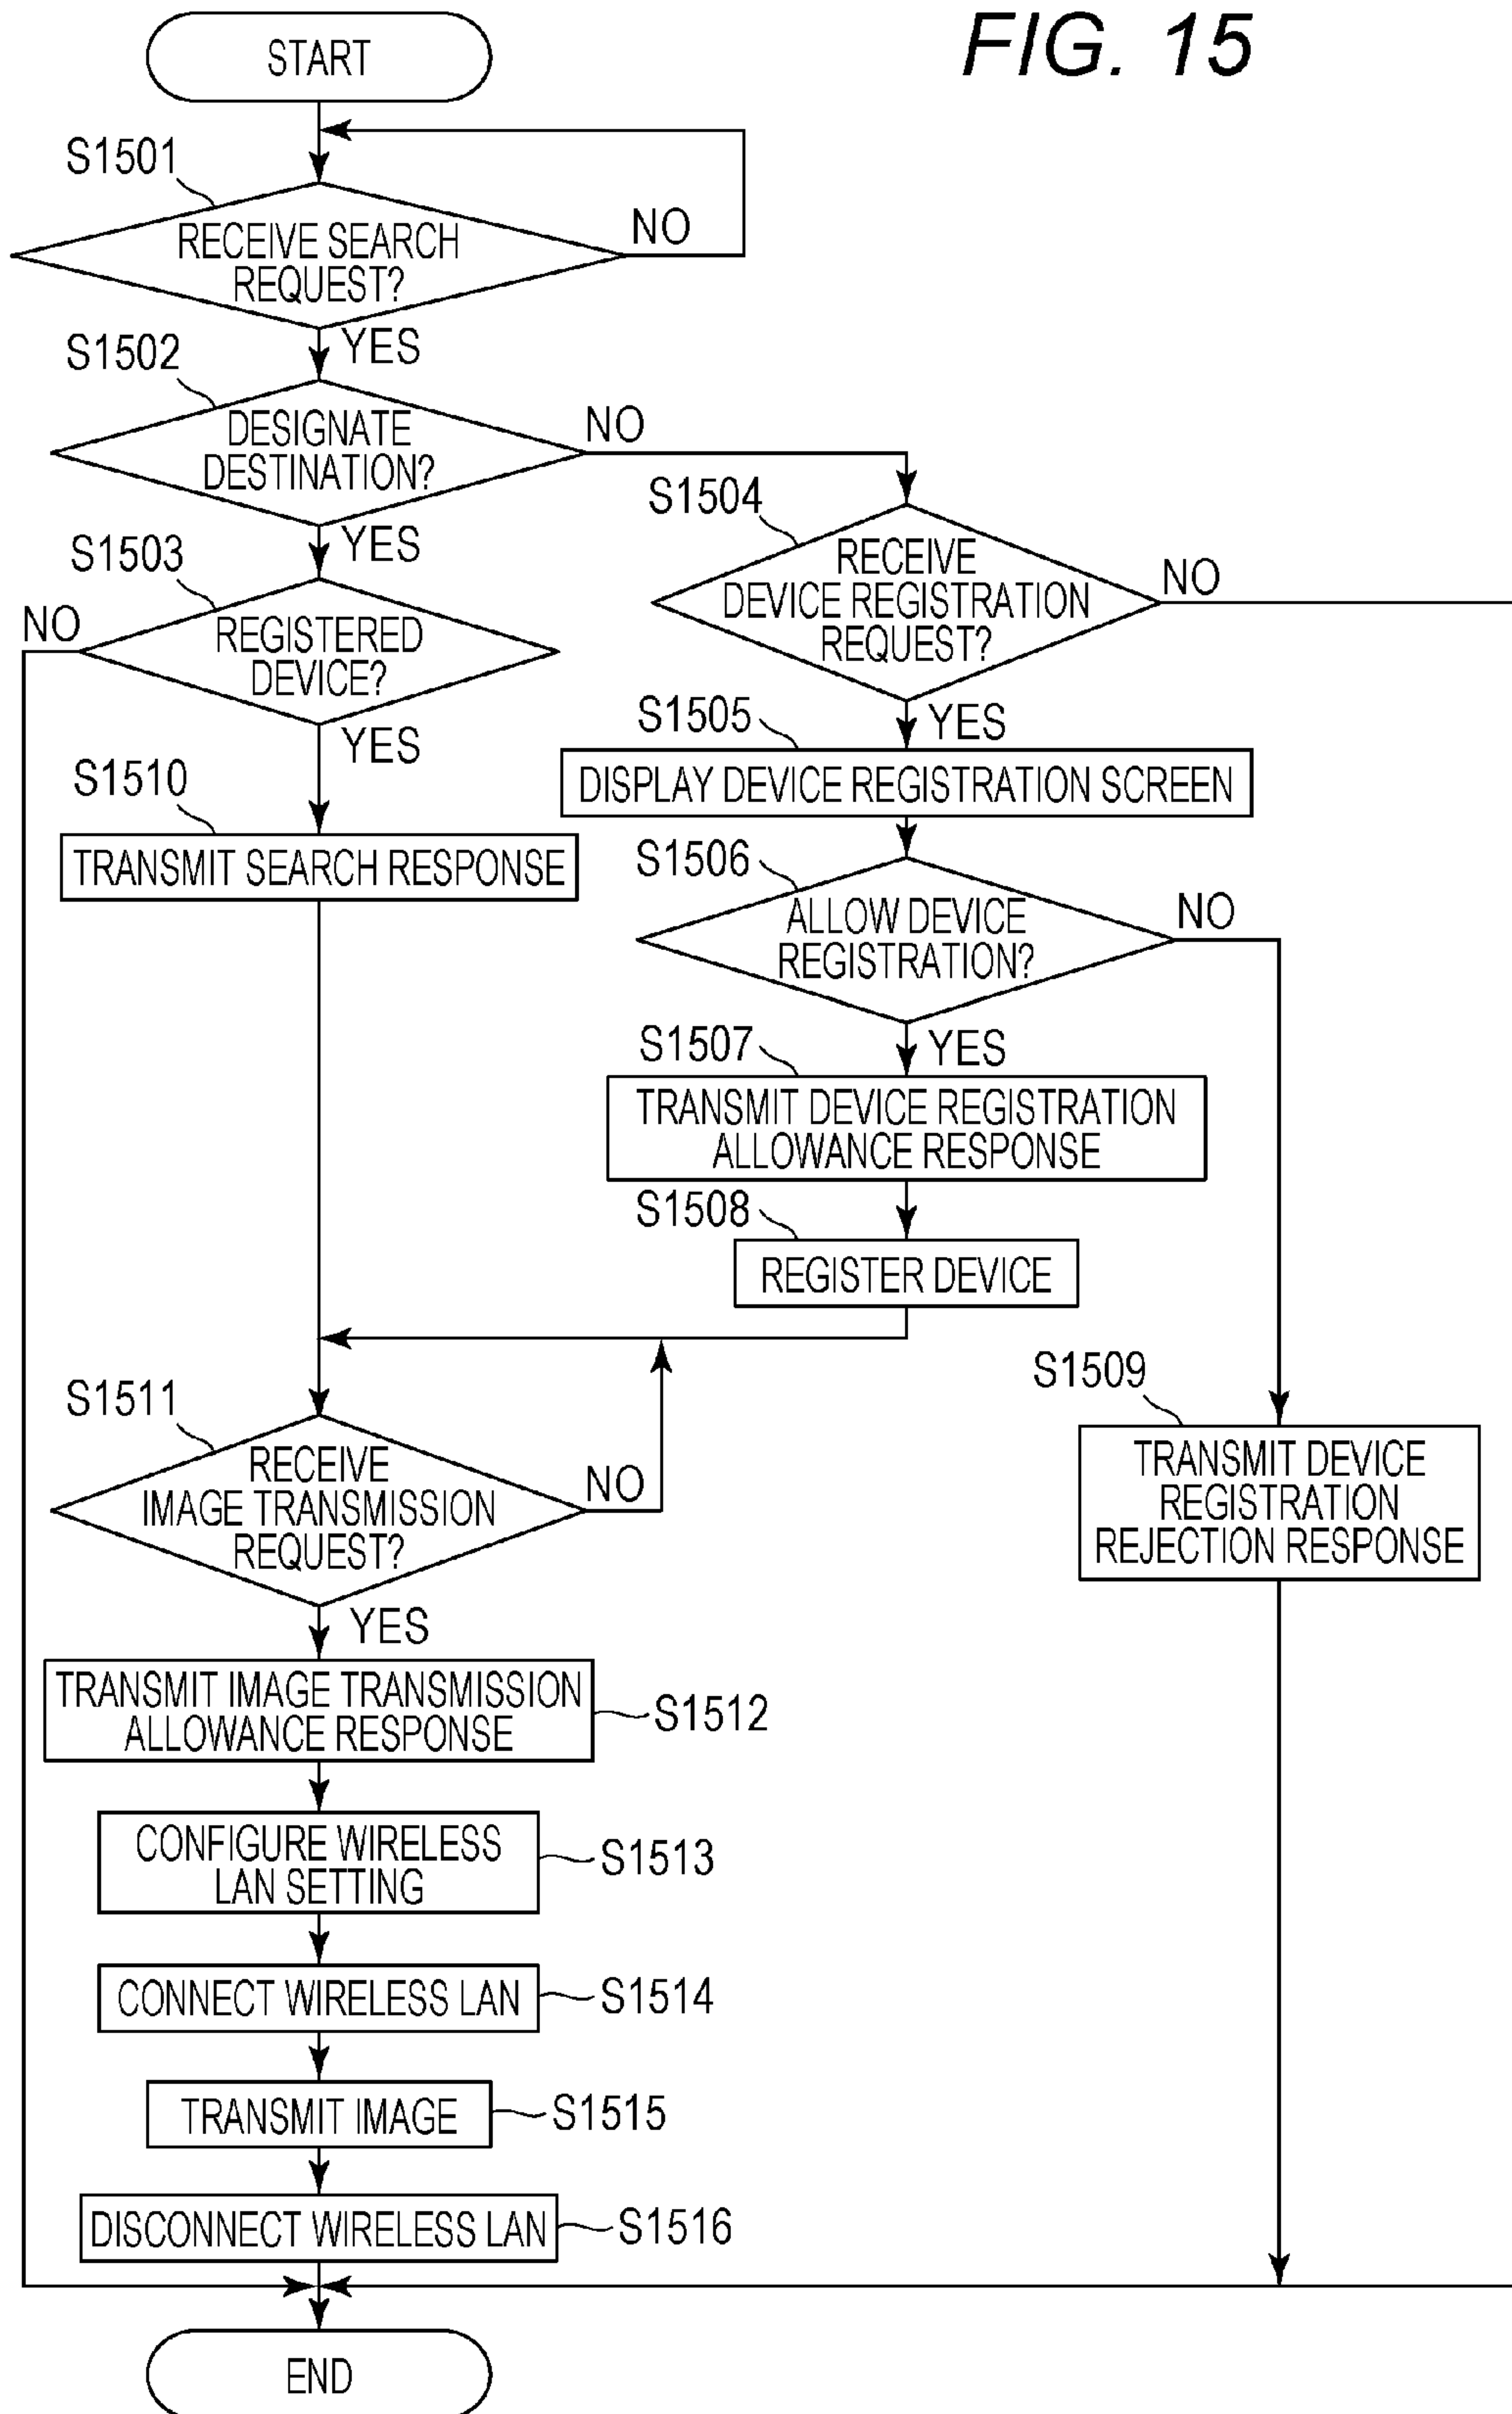 FIG. 15
START
S1501
RECEIVE SEARCH
REQUEST?
NO
YES
S1502
DESIGNATE
DESTINATION?
NO
YES
S1503
REGISTERED
DEVICE?
NO
YES
S1504
RECEIVE
DEVICE REGISTRATION
REQUEST?
NO
YES
S1505
DISPLAY DEVICE REGISTRATION SCREEN
S1510
TRANSMIT SEARCH RESPONSE
S1506
ALLOW DEVICE
REGISTRATION?
NO
YES
S1507
TRANSMIT DEVICE REGISTRATION
ALLOWANCE RESPONSE
S1508
REGISTER DEVICE
S1509
TRANSMIT DEVICE
REGISTRATION
REJECTION RESPONSE
S1511
RECEIVE
IMAGE TRANSMISSION
REQUEST?
NO
YES
TRANSMIT IMAGE TRANSMISSION
ALLOWANCE RESPONSE
S1512
CONFIGURE WIRELESS
LAN SETTING
S1513
CONNECT WIRELESS LAN
S1514
TRANSMIT IMAGE
S1515
DISCONNECT WIRELESS LAN
S1516
END